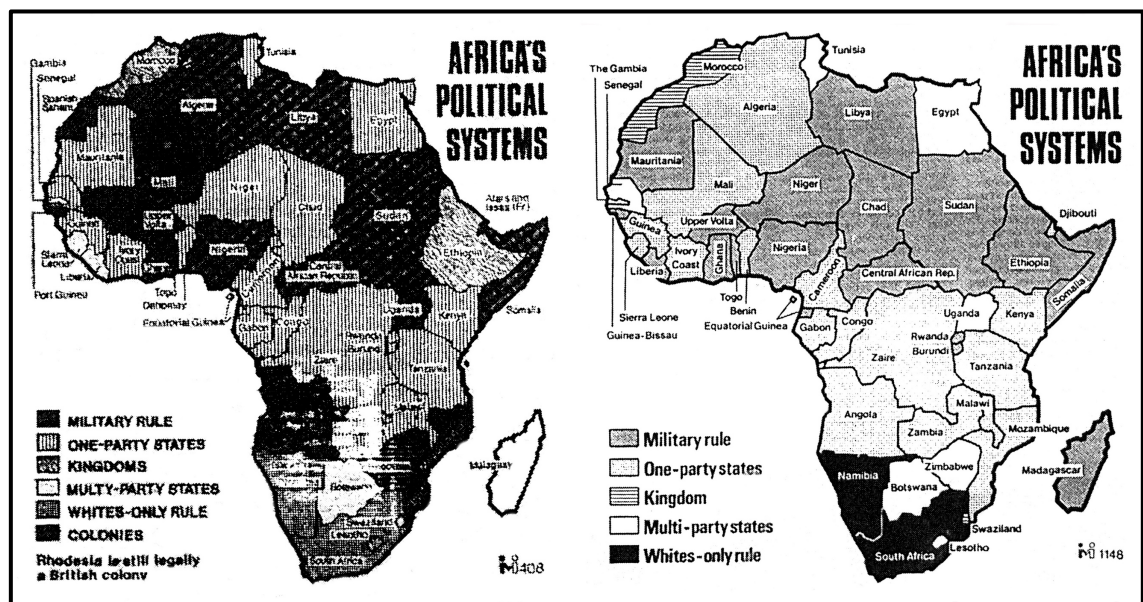 AFRICA'S
POLITICAL
SYSTEMS
Gambia
Senegal
Spanish
Sahara
Morocco
Tunisia
Algeria
Libya
Egypt
Mauritania
Mali
Niger
Chad
Sudan
Afars and
Issas (Fr)
Guinea
Upper
Volta
Nigeria
Ethiopia
Sierra
Leone
Liberia
Ivory
Coast
Central
African Republic
Cameroon
Port Guinea
Togo
Dahomay
Equatorial Guinea
Gabon
Congo
Uganda
Kenya
Somalia
Rwanda
Burundi
Zaire
Tanzania
Malagasy
Botswana
Swaziland
Lesotho
South Africa
MILITARY RULE
ONE-PARTY STATES
KINGDOMS
MULTY-PARTY STATES
WHITES-ONLY RULE
COLONIES
Rhodesia is still legally
a British colony
408
AFRICA'S
POLITICAL
SYSTEMS
The Gambia
Senegal
Tunisia
Morocco
Algeria
Libya
Egypt
Mauritania
Mali
Niger
Chad
Sudan
Djibouti
Guinea
Upper Volta
Nigeria
Ethiopia
Ivory
Coast
Ghana
Liberia
Central African Rep.
Cameroon
Somalia
Togo
Benin
Equatorial Guinea
Sierra Leone
Guinea-Bissau
Gabon
Congo
Uganda
Kenya
Rwanda
Burundi
Zaire
Tanzania
Angola
Malawi
Zambia
Mozambique
Madagascar
Namibia
Zimbabwe
Botswana
Swaziland
Lesotho
South Africa
Military rule
One-party states
Kingdom
Multi-party states
Whites-only rule
1148